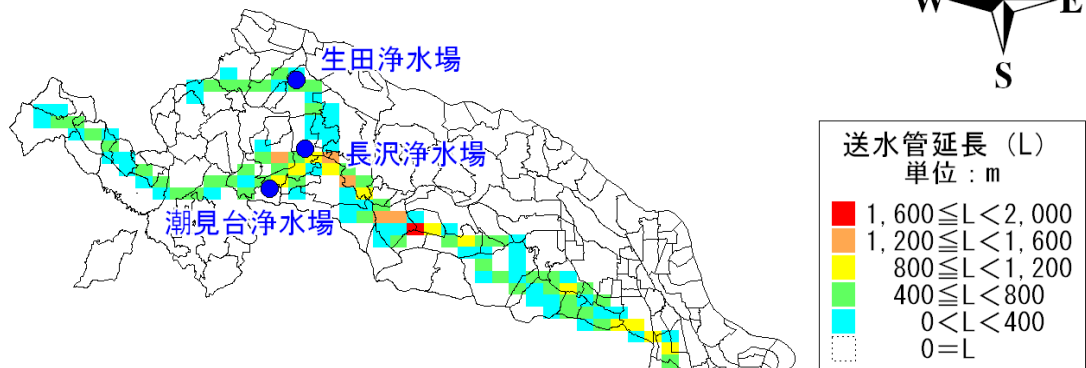 W
E
S
生田浄水場
長沢浄水場
潮見台浄水場
送水管延長 (L)
単位：m
1,600≦L<2,000
1,200≦L<1,600
800≦L<1,200
400≦L<800
0<L<400
0=L